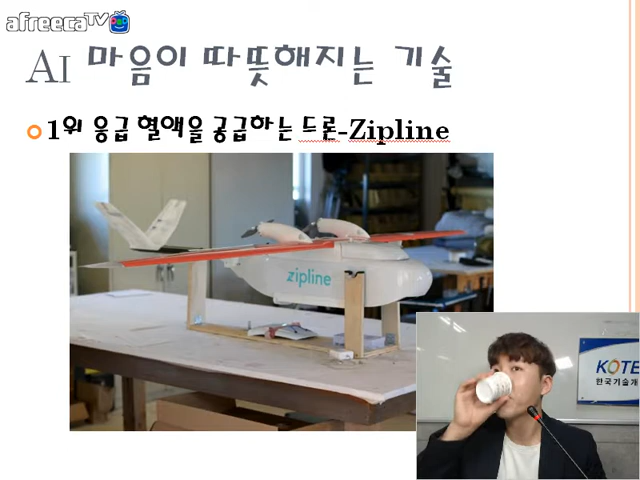 afreecaTV
AI 마음이 따뜻해지는 기술
1위 응급 혈액을 공급하는 드론-Zipline
zipline
KOTE
한국기술개